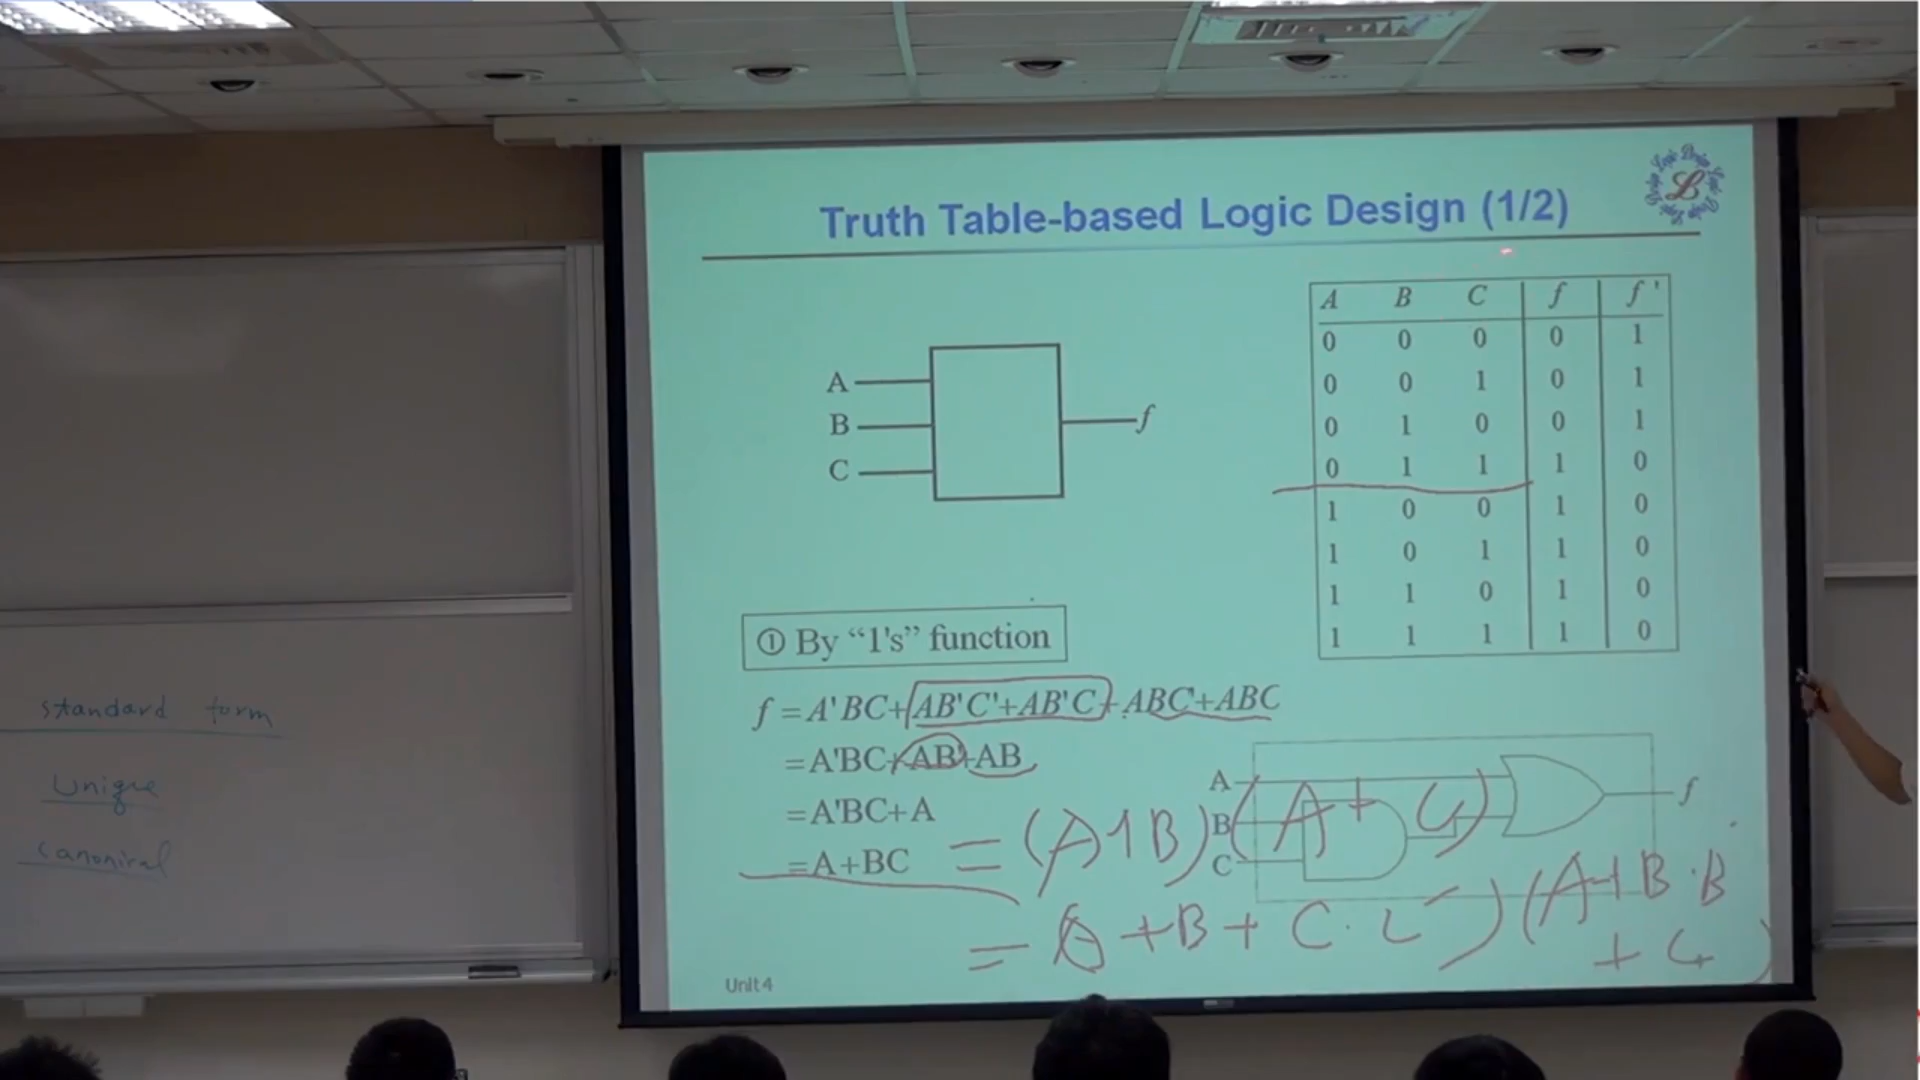 Truth Table-based Logic Design (1/2)
A B C f f'
0 0 0 0 1
0 0 1 0 1
0 1 0 0 1
0 1 1 1 0
1 0 0 1 0
1 0 1 1 0
1 1 0 1 0
1 1 1 1 0
A
B
C
f
① By “1's” function
f = A'BC+AB'C'+AB'C+ABC'+ABC
=A'BC+AB'+AB
=A'BC+A
=A+BC
A
B
C
f
= (A+B)(A+C)
Unit4
standard form
Unique
canonical